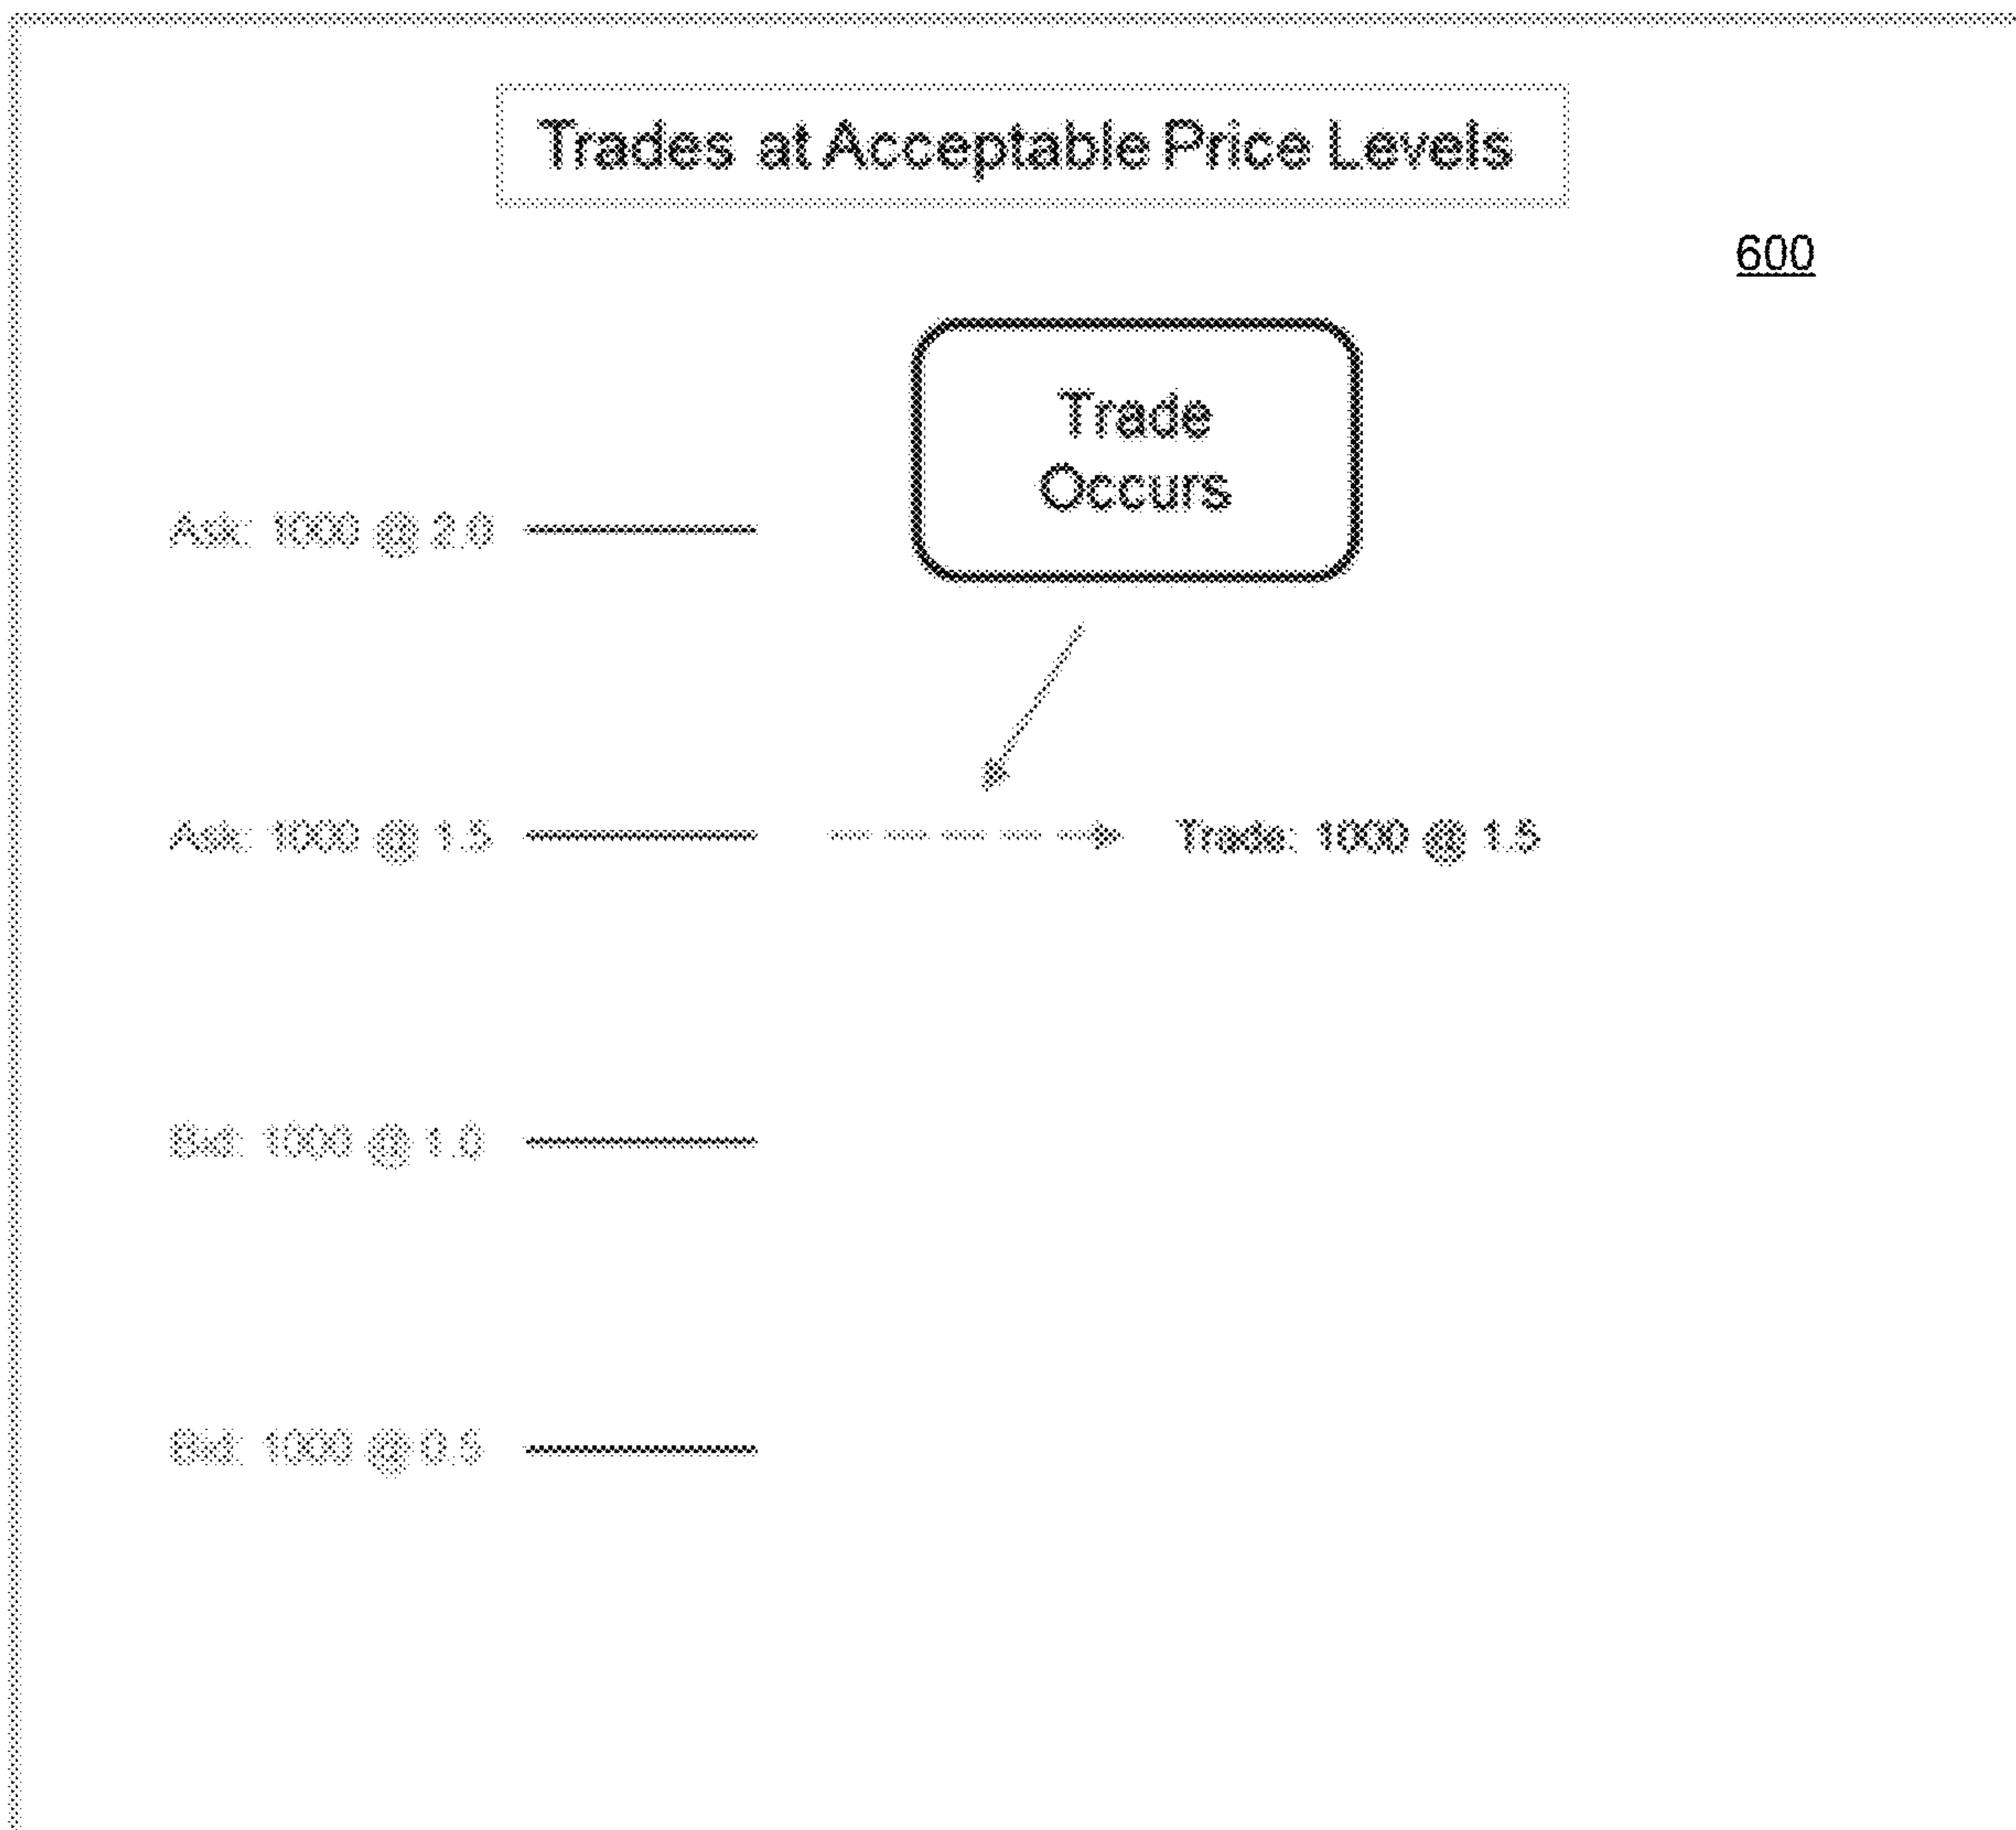 Trades at Acceptable Price Levels
600
Trade
Occurs
Ask: 1000 @ 2.0
Ask: 1000 @ 1.5
Trade: 1000 @ 1.5
Bid: 1000 @ 1.0
Bid: 1000 @ 0.5